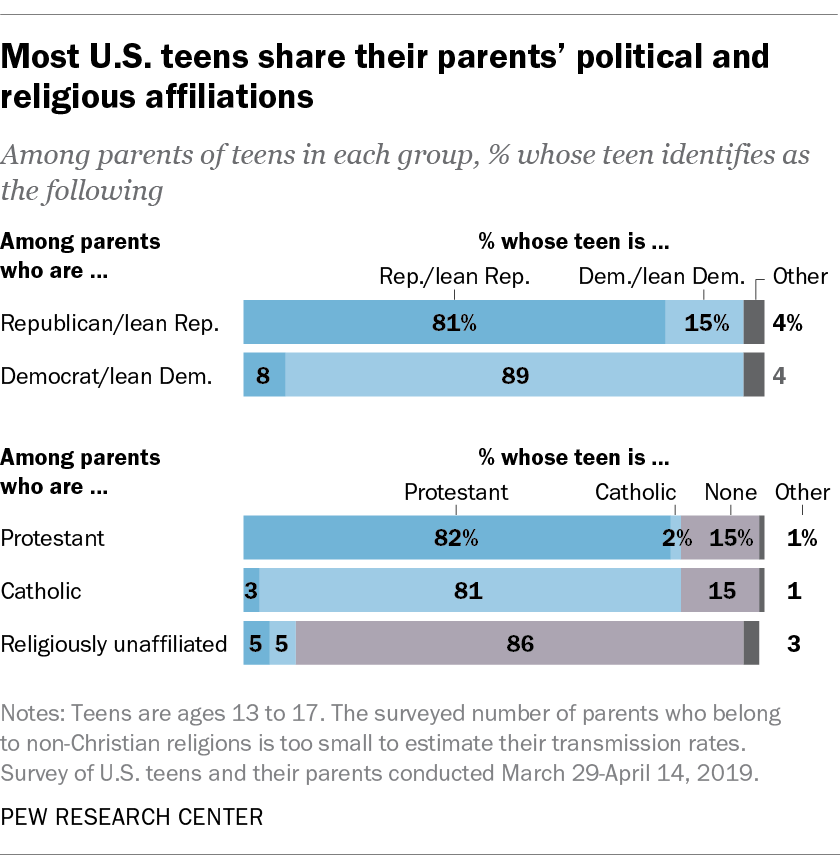 Most U.S. teens share their parents’ political and
religious affiliations
Among parents of teens in each group, % whose teen identifies as
the following
Among parents
who are ...
% whose teen is ...
Rep./lean Rep. Dem./lean Dem. Other
Republican/lean Rep. 81% 15% 4%
Democrat/lean Dem. 8 89 4
Among parents
who are ...
% whose teen is ...
Protestant Catholic None Other
Protestant 82% 2% 15% 1%
Catholic 3 81 15 1
Religiously unaffiliated 5 5 86 3
Notes: Teens are ages 13 to 17. The surveyed number of parents who belong
to non-Christian religions is too small to estimate their transmission rates.
Survey of U.S. teens and their parents conducted March 29-April 14, 2019.
PEW RESEARCH CENTER